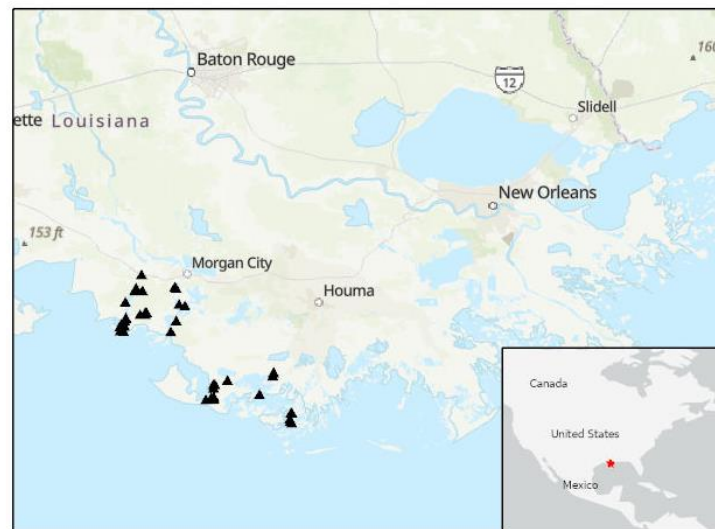 160
Baton Rouge
12
Slidell
ette Louisiana
New Orleans
153 ft
Morgan City
Houma
Canada
United States
Mexico